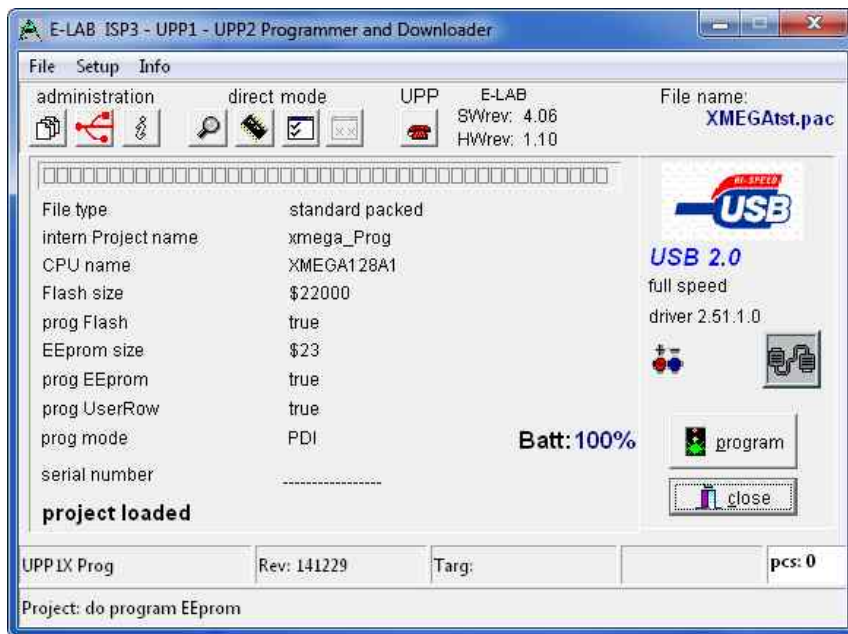 E-LAB ISP3 - UPP1 - UPP2 Programmer and Downloader
File Setup Info
administration direct mode UPP E-LAB File name:
SWrev: 4.06 XMEGAtst.pac
HWrev: 1.10
HI-SPEED
USB
File type standard packed
intern Project name xmega_Prog
CPU name XMEGA128A1 USB 2.0
Flash size $22000 full speed
prog Flash true driver 2.51.1.0
EEprom size $23
prog EEprom true
prog UserRow true
prog mode PDI Batt: 100% program
serial number ----------------
close
project loaded
UPP1X Prog Rev: 141229 Targ: pcs: 0
Project: do program EEprom